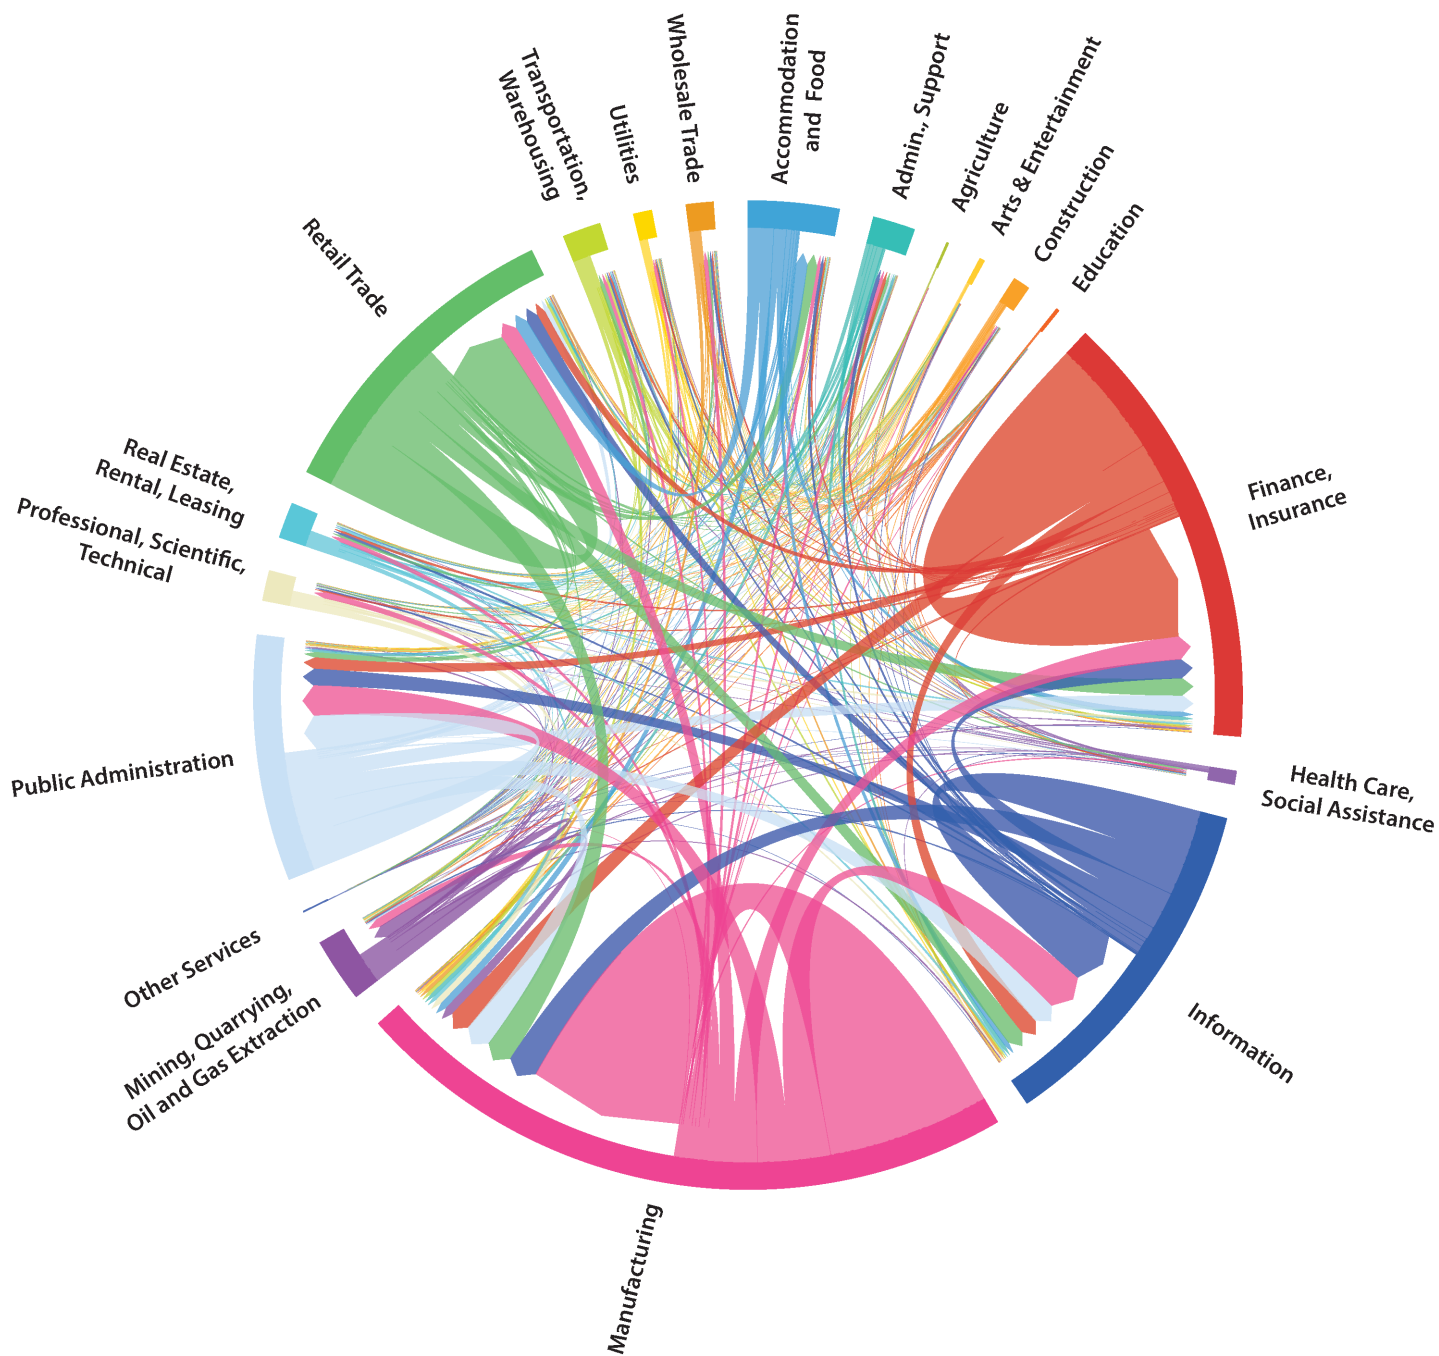 Transportation,
Warehousing
Utilities
Wholesale Trade
Accommodation
and Food
Admin., Support
Agriculture
Arts & Entertainment
Construction
Education
Finance,
Insurance
Health Care,
Social Assistance
Information
Manufacturing
Mining, Quarrying,
Oil and Gas Extraction
Other Services
Public Administration
Professional, Scientific,
Technical
Real Estate,
Rental, Leasing
Retail Trade